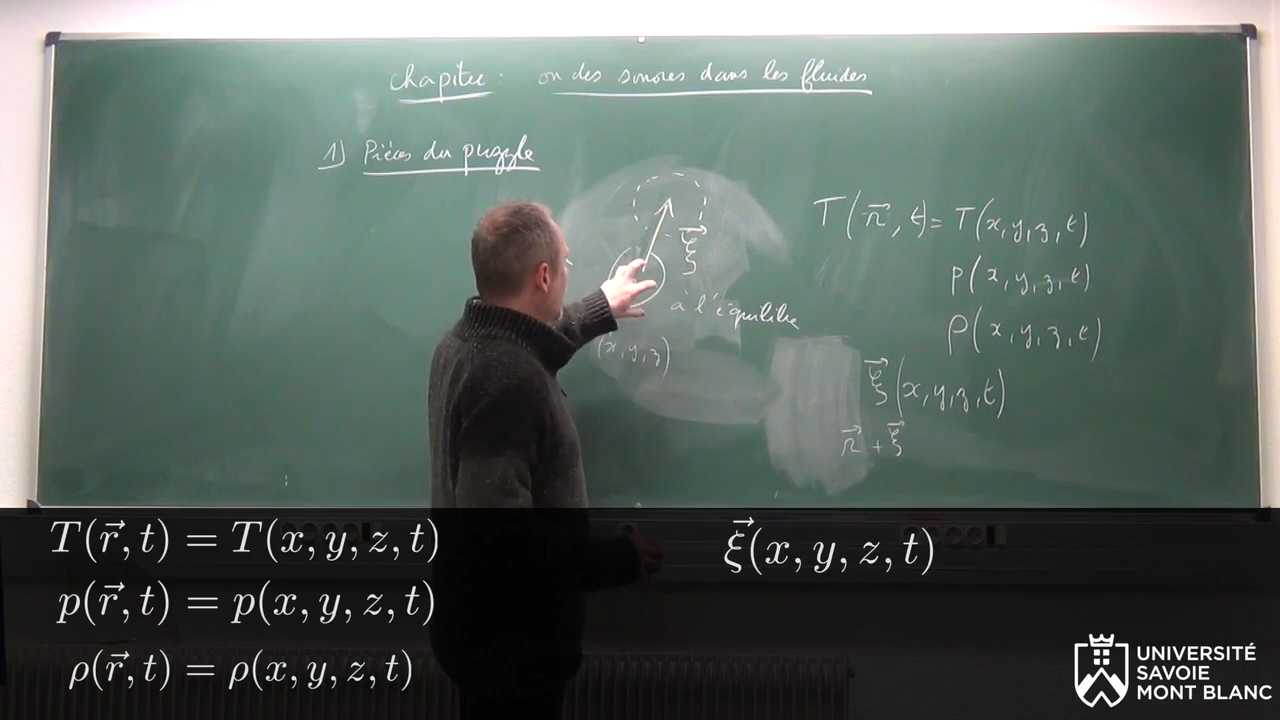 chapitre : ondes sonores dans les fluides
1) Pièces du puzzle
ξ⃗
à l'équilibre
(x, y, z)
T(r⃗, t) = T(x, y, z, t)
p(x, y, z, t)
ρ(x, y, z, t)
ξ⃗(x, y, z, t)
r⃗ + ξ⃗
T(r⃗, t) = T(x, y, z, t)
p(r⃗, t) = p(x, y, z, t)
ρ(r⃗, t) = ρ(x, y, z, t)
ξ⃗(x, y, z, t)
UNIVERSITÉ
SAVOIE
MONT BLANC